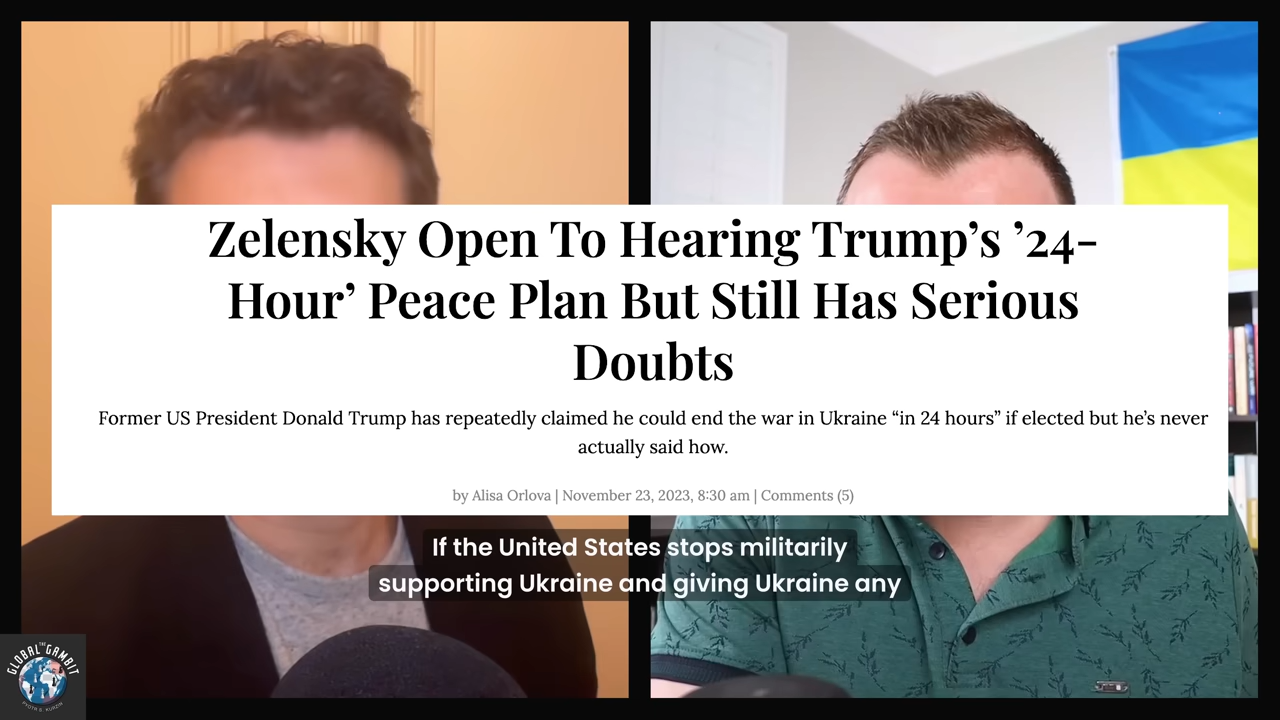 Zelensky Open To Hearing Trump’s ’24-
Hour’ Peace Plan But Still Has Serious
Doubts
Former US President Donald Trump has repeatedly claimed he could end the war in Ukraine “in 24 hours” if elected but he’s never
actually said how.
by Alisa Orlova | November 23, 2023, 8:30 am | Comments (5)
If the United States stops militarily
supporting Ukraine and giving Ukraine any
THE
GLOBAL GAMBIT
PYOTR E. KURZIN